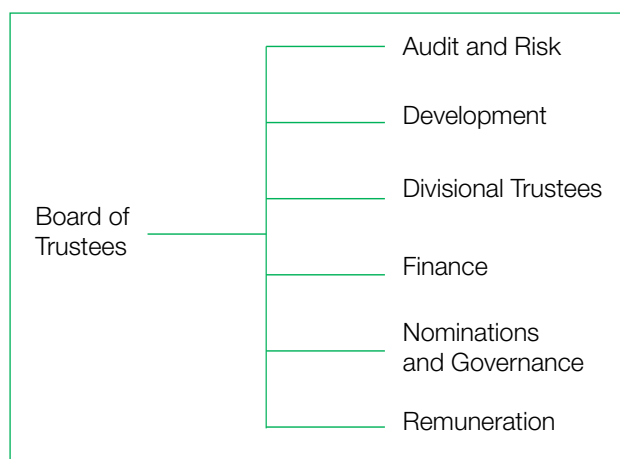 Board of
Trustees
Audit and Risk
Development
Divisional Trustees
Finance
Nominations
and Governance
Remuneration